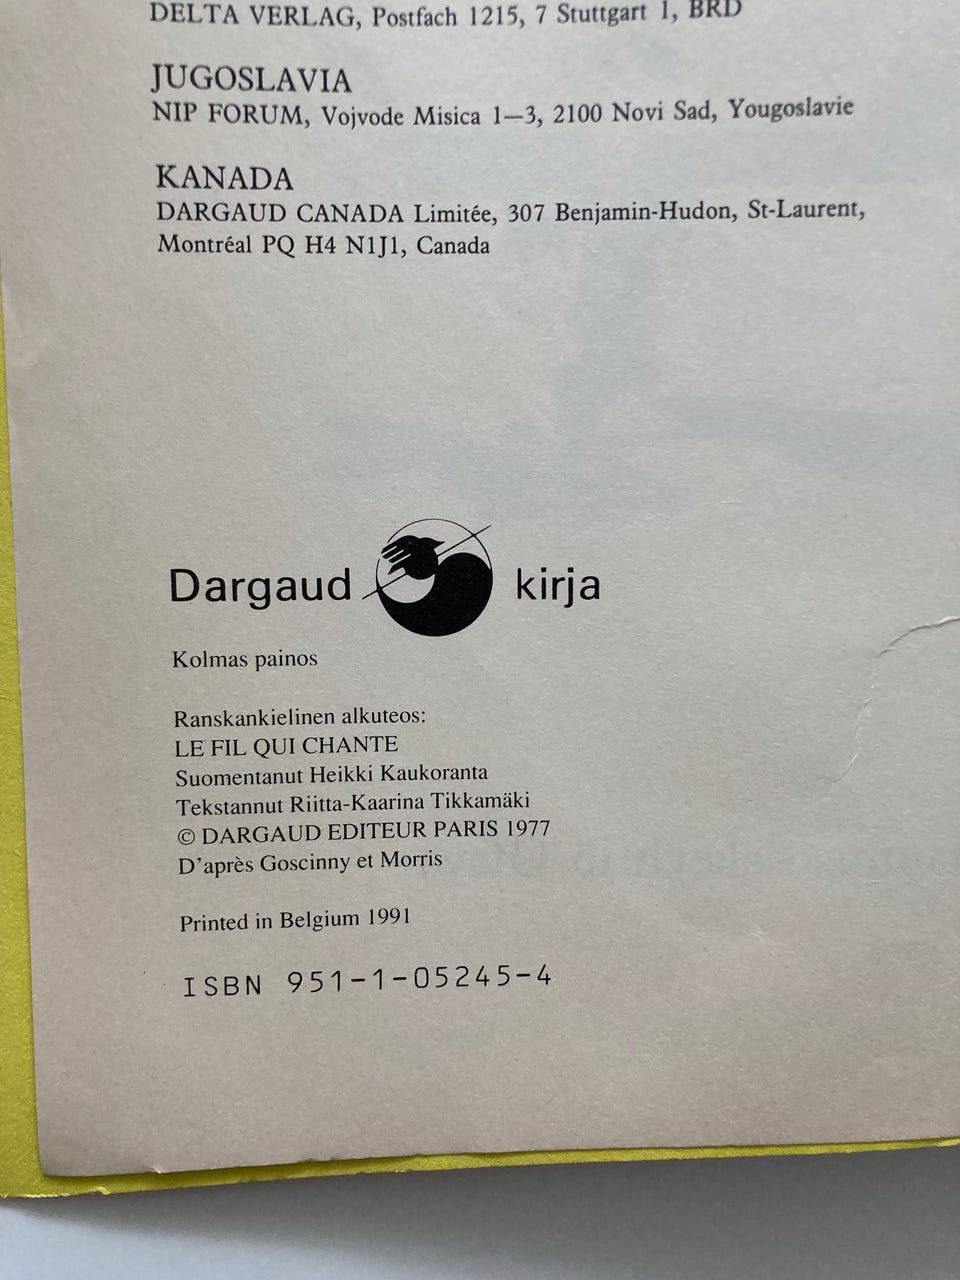 DELTA VERLAG, Postfach 1215, 7 Stuttgart 1, BRD
JUGOSLAVIA
NIP FORUM, Vojvode Misica 1—3, 2100 Novi Sad, Yougoslavie
KANADA
DARGAUD CANADA Limitée, 307 Benjamin-Hudon, St-Laurent,
Montréal PQ H4 N1J1, Canada
Dargaud kirja
Kolmas painos
Ranskankielinen alkuteos:
LE FIL QUI CHANTE
Suomentanut Heikki Kaukoranta
Tekstannut Riitta-Kaarina Tikkamäki
© DARGAUD EDITEUR PARIS 1977
D'après Goscinny et Morris
Printed in Belgium 1991
ISBN 951-1-05245-4